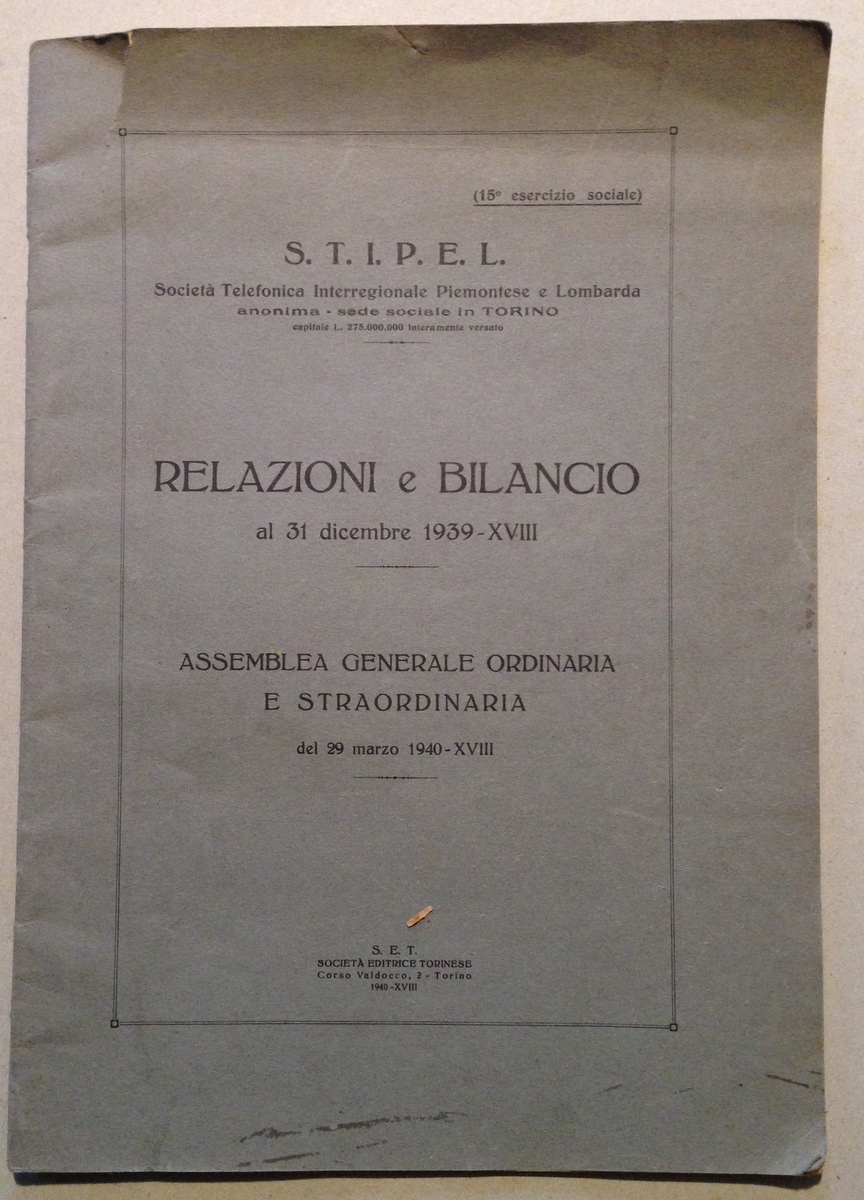 (15º esercizio sociale)
S. T. I. P. E. L.
Società Telefonica Interregionale Piemontese e Lombarda
anonima - sede sociale in TORINO
capitale L. 275.000.000 interamente versato
RELAZIONI e BILANCIO
al 31 dicembre 1939-XVIII
ASSEMBLEA GENERALE ORDINARIA
E STRAORDINARIA
del 29 marzo 1940-XVIII
S. E. T.
SOCIETÀ EDITRICE TORINESE
Corso Valdocco, 2 - Torino
1940-XVIII